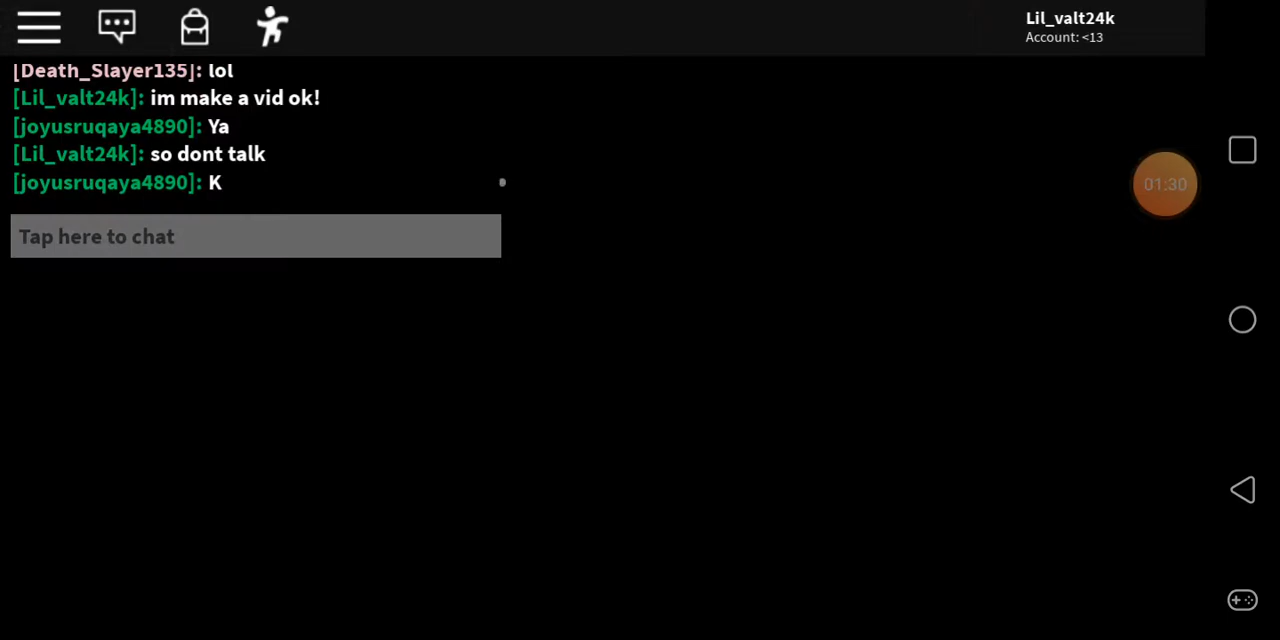 Lil_valt24k
Account: <13
[Death_Slayer135]: lol
[Lil_valt24k]: im make a vid ok!
[joyusruqaya4890]: Ya
[Lil_valt24k]: so dont talk
[joyusruqaya4890]: K
01:30
Tap here to chat